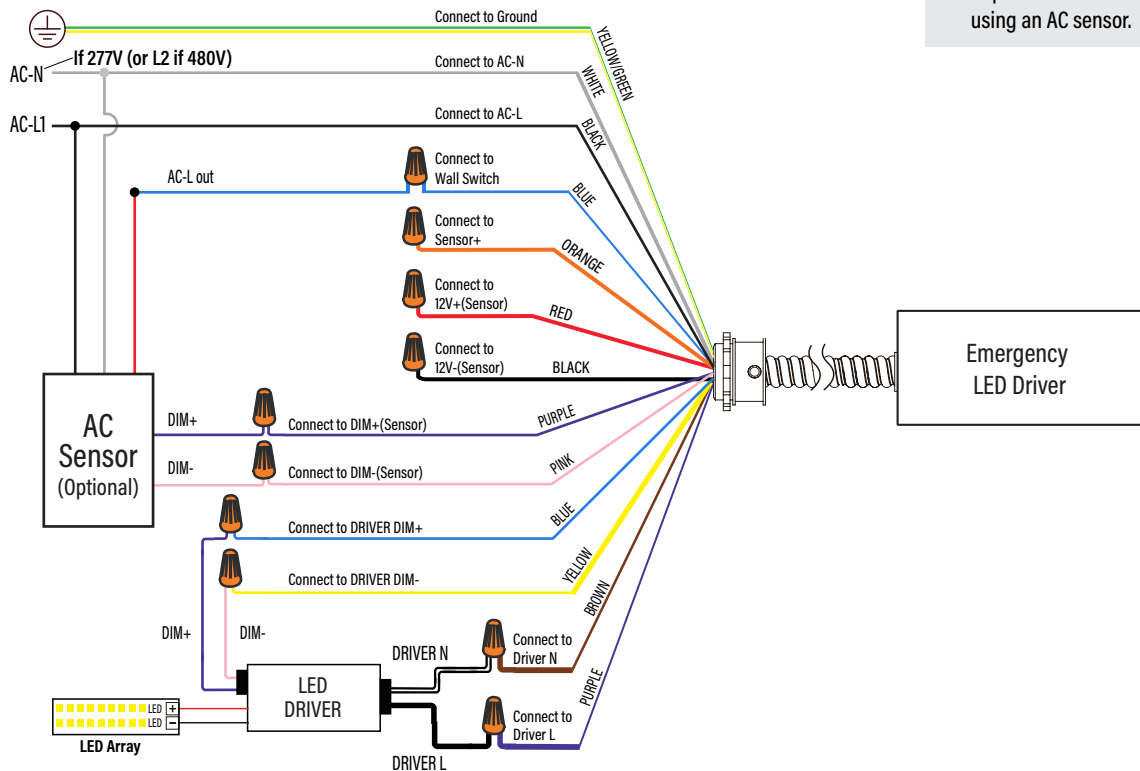 using an AC sensor.
Connect to Ground
YELLOW/GREEN
If 277V (or L2 if 480V)
AC-N
Connect to AC-N
WHITE
AC-L1
Connect to AC-L
BLACK
AC-L out
Connect to
Wall Switch
BLUE
Connect to
Sensor+
ORANGE
Connect to
12V+(Sensor)
RED
Connect to
12V-(Sensor)
BLACK
Emergency
LED Driver
AC
Sensor
(Optional)
DIM+
Connect to DIM+(Sensor)
PURPLE
DIM-
Connect to DIM-(Sensor)
PINK
Connect to DRIVER DIM+
BLUE
Connect to DRIVER DIM-
YELLOW
BROWN
DIM+
DIM-
DRIVER N
Connect to
Driver N
PURPLE
LED
DRIVER
LED +
LED -
LED Array
Connect to
Driver L
DRIVER L